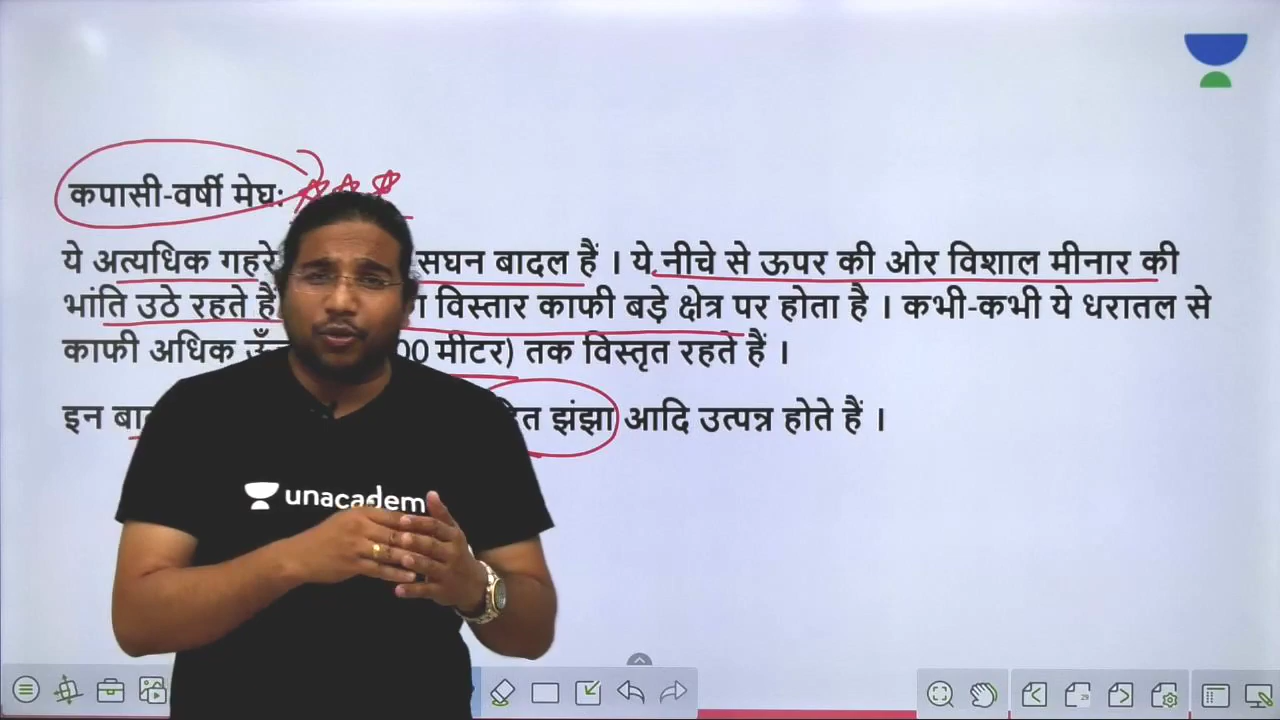 कपासी-वर्षी मेघः
ये अत्यधिक गहरे सघन बादल हैं । ये नीचे से ऊपर की ओर विशाल मीनार की
भांति उठे रहते हैं विस्तार काफी बड़े क्षेत्र पर होता है । कभी-कभी ये धरातल से
काफी अधिक 00 मीटर) तक विस्तृत रहते हैं ।
इन झंझा आदि उत्पन्न होते हैं ।
unacadem
29